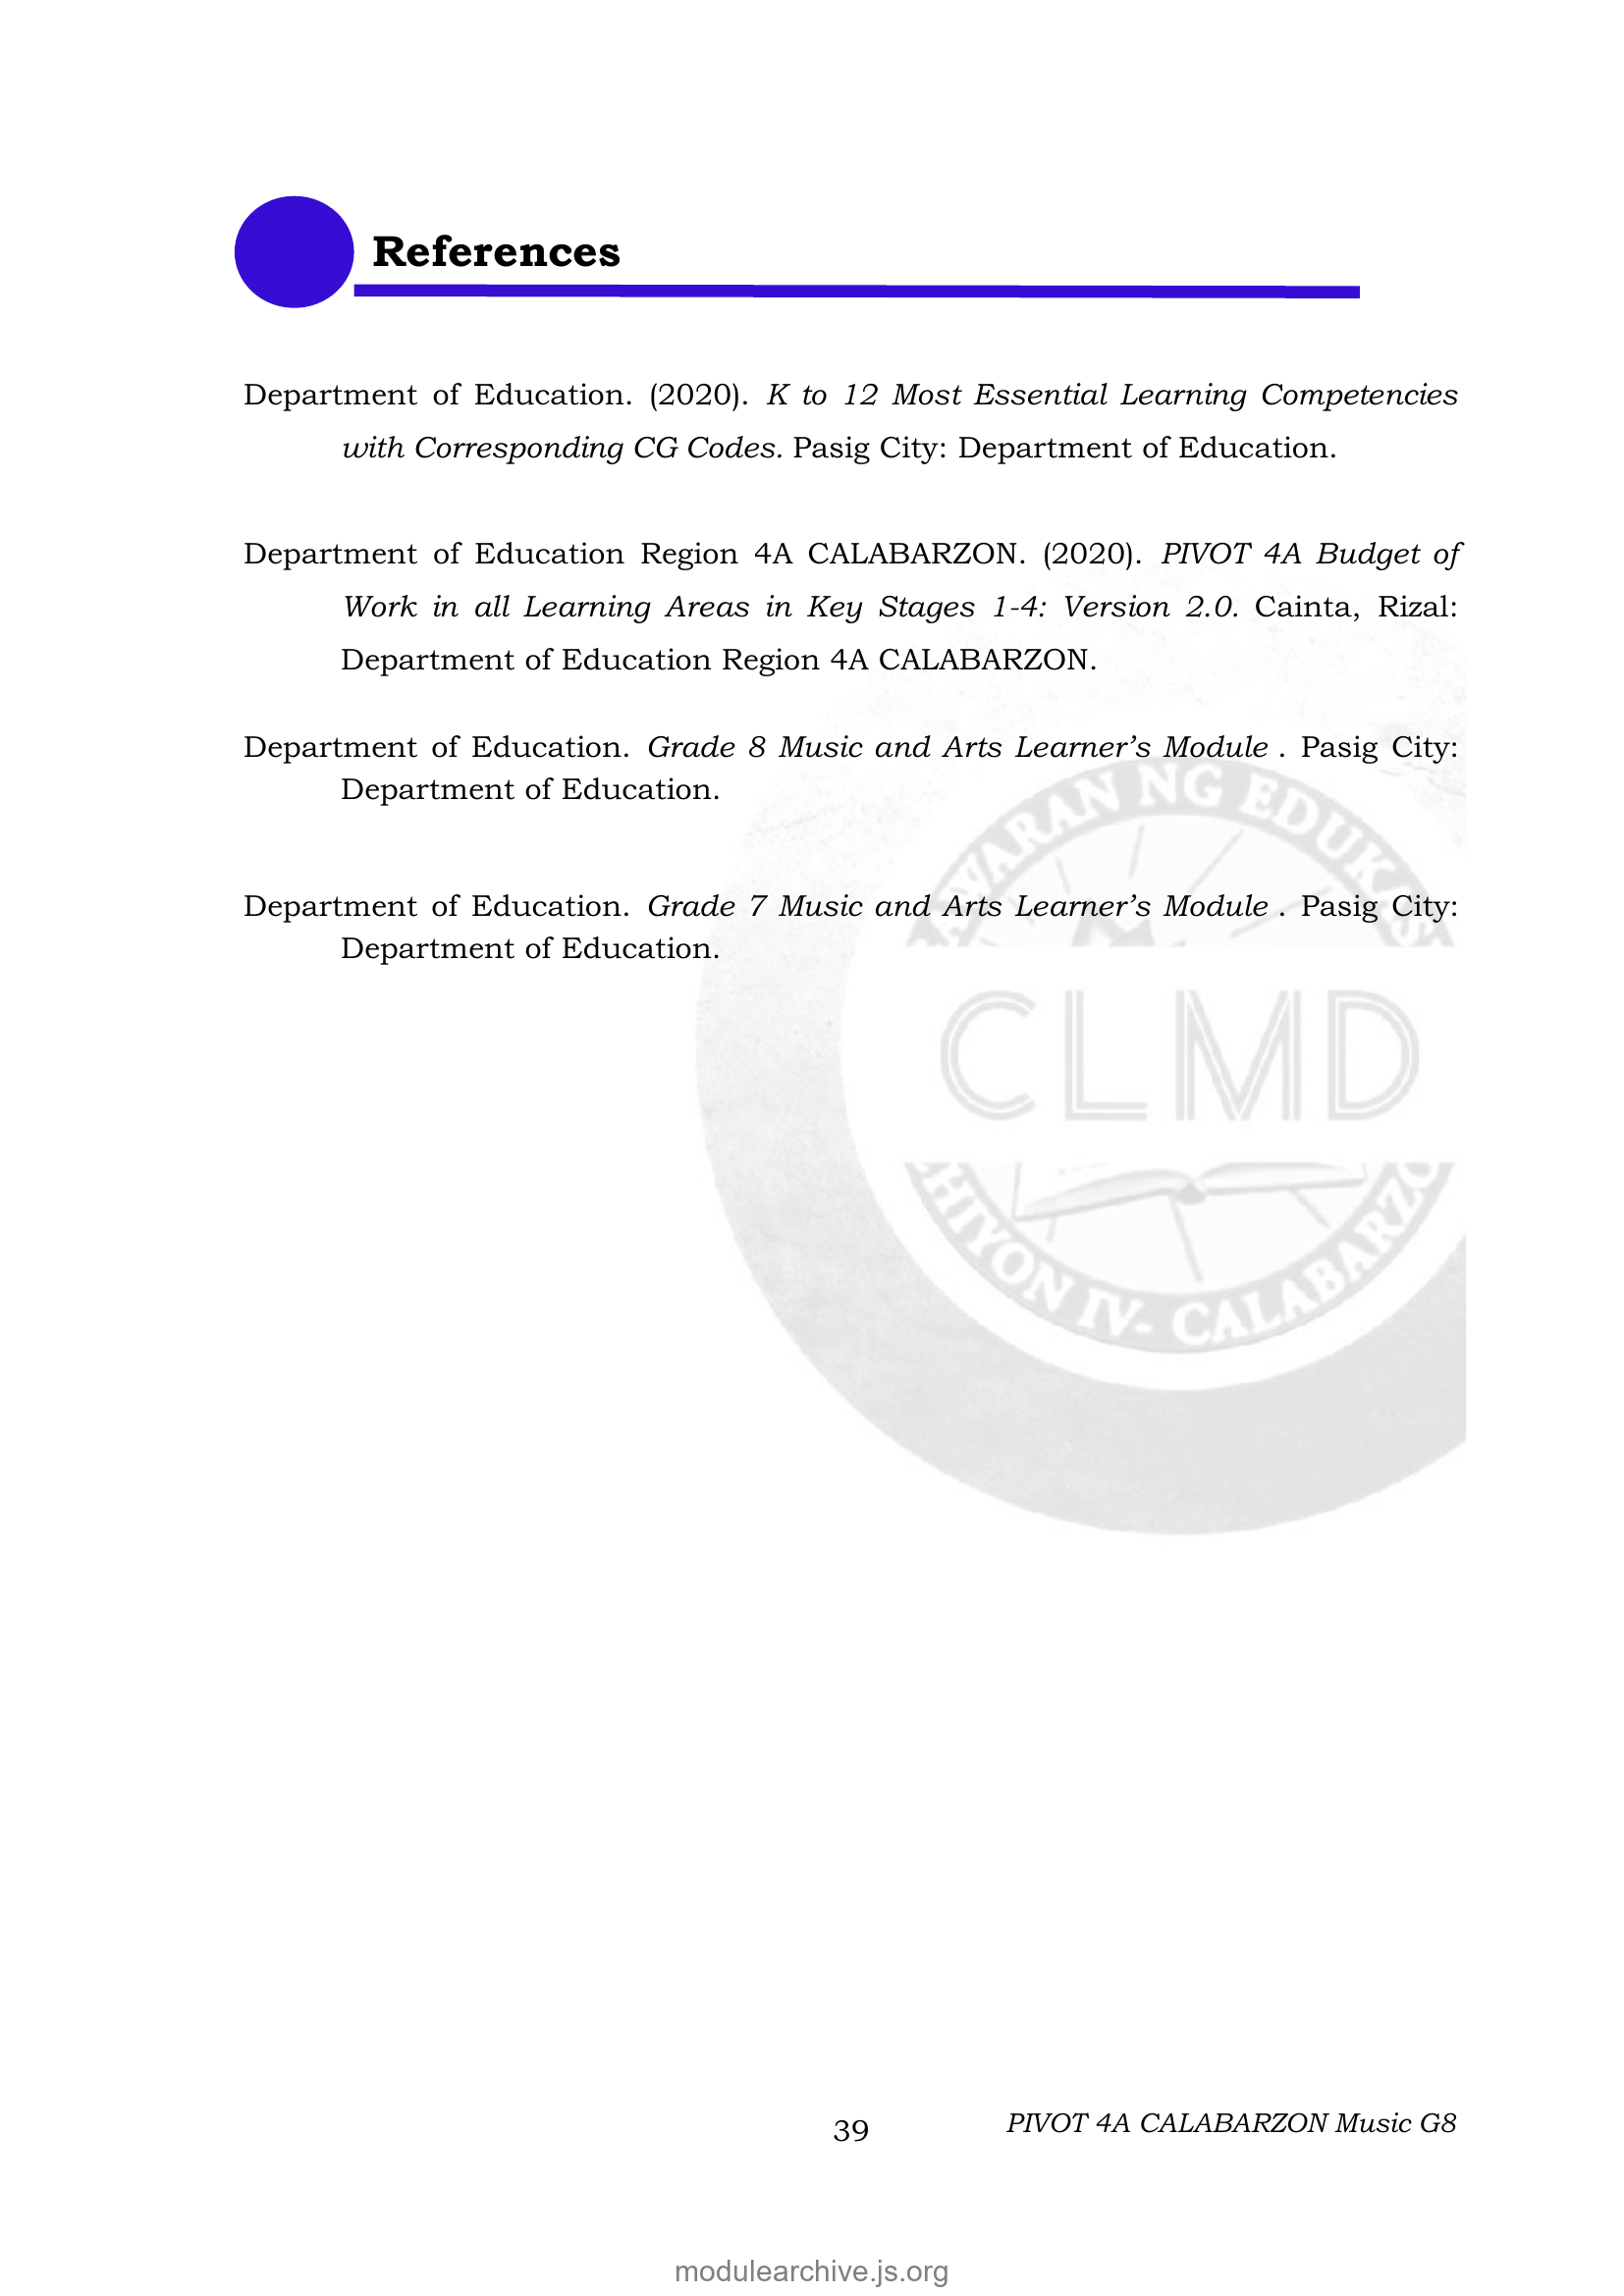 References
Department of Education. (2020). K to 12 Most Essential Learning Competencies
with Corresponding CG Codes. Pasig City: Department of Education.
Department of Education Region 4A CALABARZON. (2020). PIVOT 4A Budget of
Work in all Learning Areas in Key Stages 1-4: Version 2.0. Cainta, Rizal:
Department of Education Region 4A CALABARZON.
Department of Education. Grade 8 Music and Arts Learner’s Module . Pasig City:
Department of Education.
Department of Education. Grade 7 Music and Arts Learner’s Module . Pasig City:
Department of Education.
NG
CLMD
IV- CALABARZO
39
PIVOT 4A CALABARZON Music G8
modulearchive.js.org